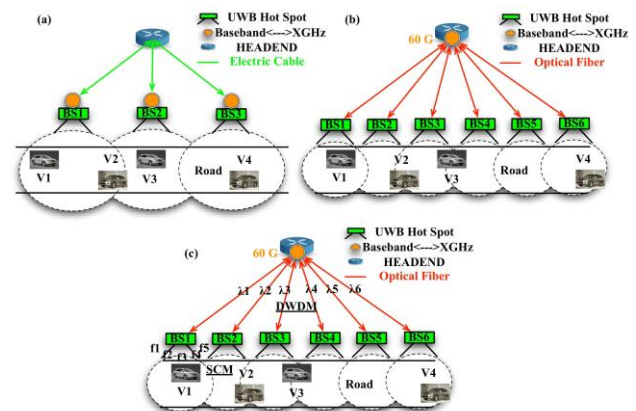 (a)
UWB Hot Spot
Baseband<--->XGHz
HEADEND
Electric Cable
BS1
BS2
BS3
V1
V2
V3
Road
V4
(b)
60 G
UWB Hot Spot
Baseband<--->XGHz
HEADEND
Optical Fiber
BS1
BS2
BS3
BS4
BS5
BS6
V1
V2
V3
Road
V4
(c)
60 G
UWB Hot Spot
Baseband<--->XGHz
HEADEND
Optical Fiber
λ1
λ2
λ3
λ4
λ5
λ6
DWDM
BS1
BS2
BS3
BS4
BS5
BS6
f1
f2
f3
f4
f5
SCM
V1
V2
V3
Road
V4